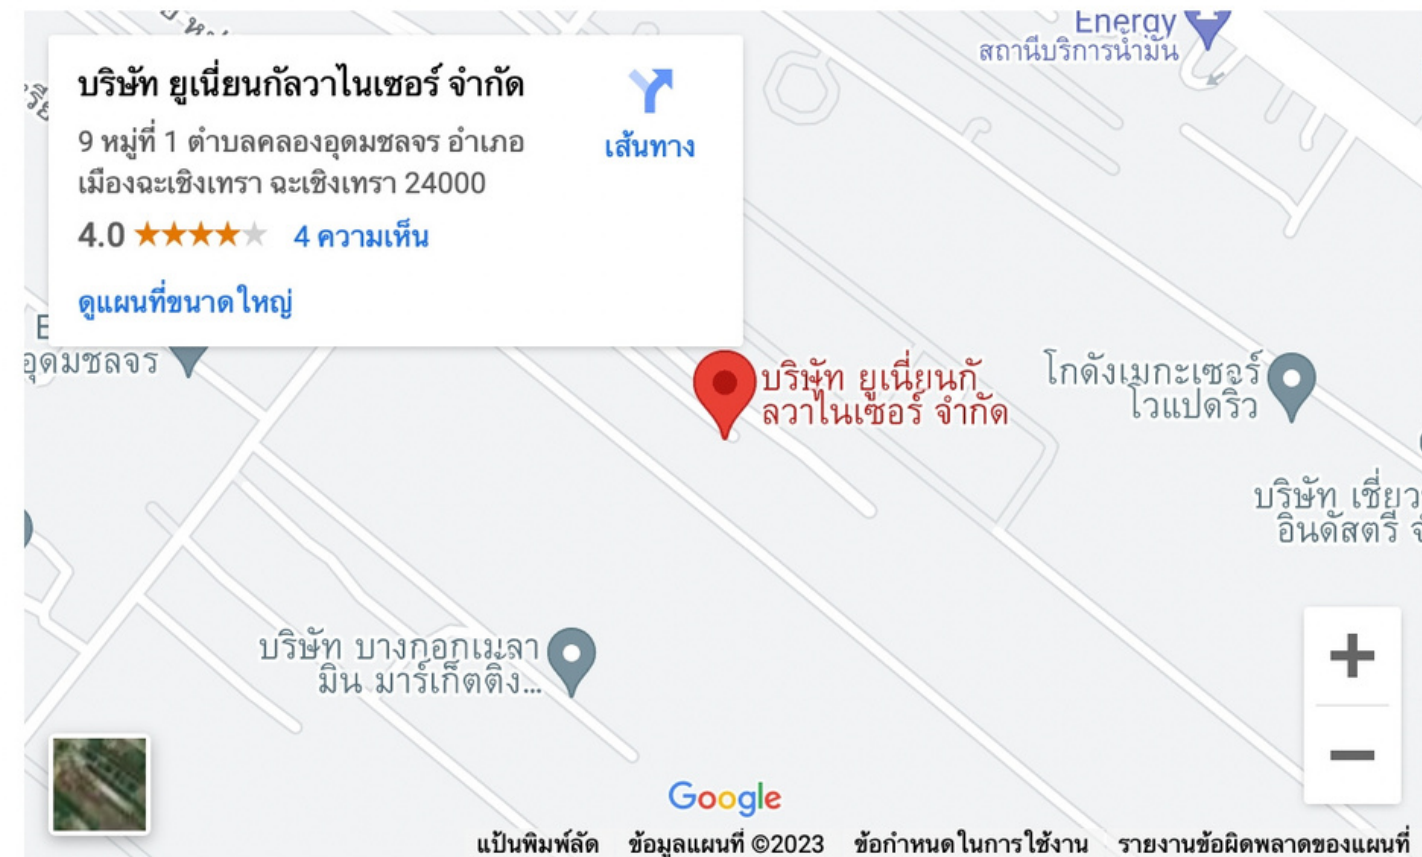 บริษัท ยูเนี่ยนกัลวาไนเซอร์ จำกัด
9 หมู่ที่ 1 ตำบลคลองอุดมชลจร อำเภอ
เมืองฉะเชิงเทรา ฉะเชิงเทรา 24000
4.0
4 ความเห็น
ดูแผนที่ขนาดใหญ่
เส้นทาง
Energy
สถานีบริการน้ำมัน
อุดมชลจร
บริษัท ยูเนี่ยนกั
ลวาไนเซอร์ จำกัด
โกดังเมกะเซอร์
โวแปดริ้ว
บริษัท เชี่ยว
อินดัสตรี
บริษัท บางกอกเมลา
มิน มาร์เก็ตติ้ง...
Google
แป้นพิมพ์ลัด
ข้อมูลแผนที่ ©2023
ข้อกำหนดในการใช้งาน
รายงานข้อผิดพลาดของแผนที่